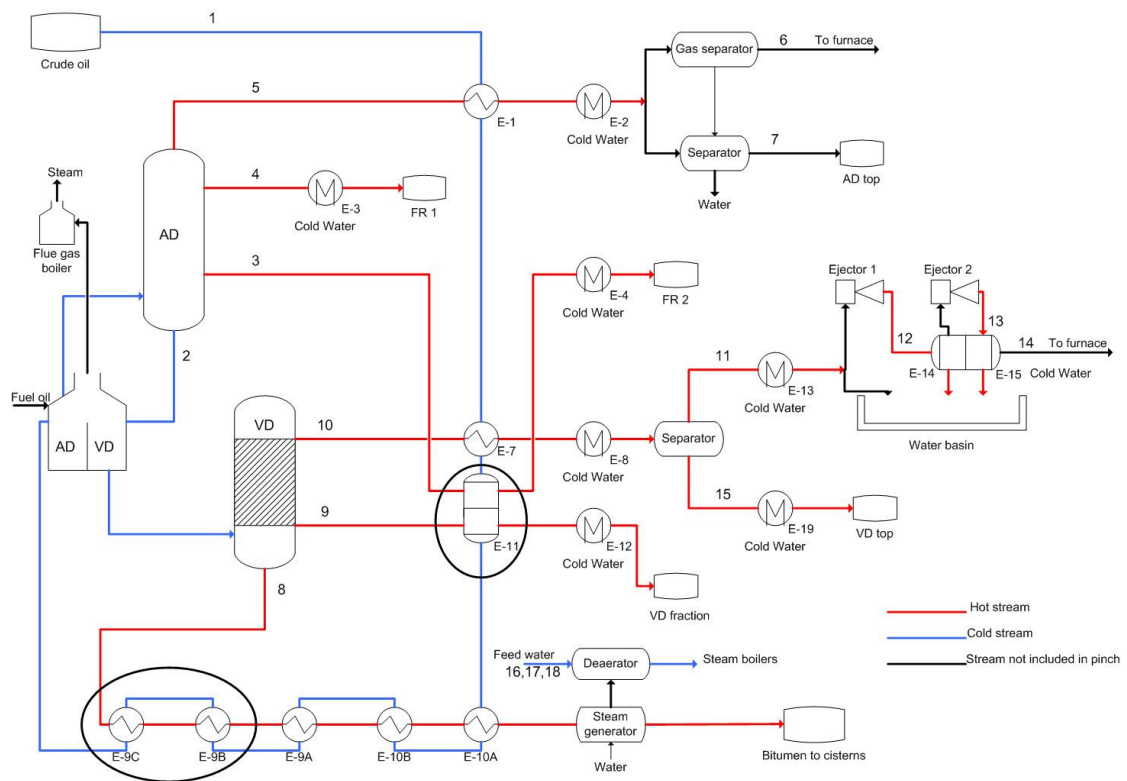 1
Crude oil
5
E-1
E-2
Cold Water
Gas separator
6
To furnace
Separator
7
AD top
Water
Steam
Flue gas
boiler
AD
4
E-3
Cold Water
FR 1
3
2
E-4
Cold Water
FR 2
Ejector 1
Ejector 2
12
13
14
To furnace
E-14
E-15
Cold Water
Water basin
Fuel oil
AD
VD
VD
10
E-7
E-8
Cold Water
Separator
11
E-13
Cold Water
15
E-19
Cold Water
VD top
9
E-11
E-12
Cold Water
VD fraction
8
Hot stream
Cold stream
Stream not included in pinch
Feed water
16,17,18
Deaerator
Steam boilers
E-9C
E-9B
E-9A
E-10B
E-10A
Steam
generator
Water
Bitumen to cisterns